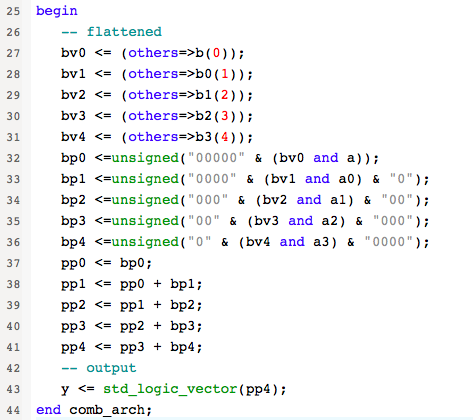 25 begin
26    -- flattened
27    bv0 <= (others=>b(0));
28    bv1 <= (others=>b0(1));
29    bv2 <= (others=>b1(2));
30    bv3 <= (others=>b2(3));
31    bv4 <= (others=>b3(4));
32    bp0 <=unsigned("00000" & (bv0 and a));
33    bp1 <=unsigned("0000" & (bv1 and a0) & "0");
34    bp2 <=unsigned("000" & (bv2 and a1) & "00");
35    bp3 <=unsigned("00" & (bv3 and a2) & "000");
36    bp4 <=unsigned("0" & (bv4 and a3) & "0000");
37    pp0 <= bp0;
38    pp1 <= pp0 + bp1;
39    pp2 <= pp1 + bp2;
40    pp3 <= pp2 + bp3;
41    pp4 <= pp3 + bp4;
42    -- output
43    y <= std_logic_vector(pp4);
44 end comb_arch;